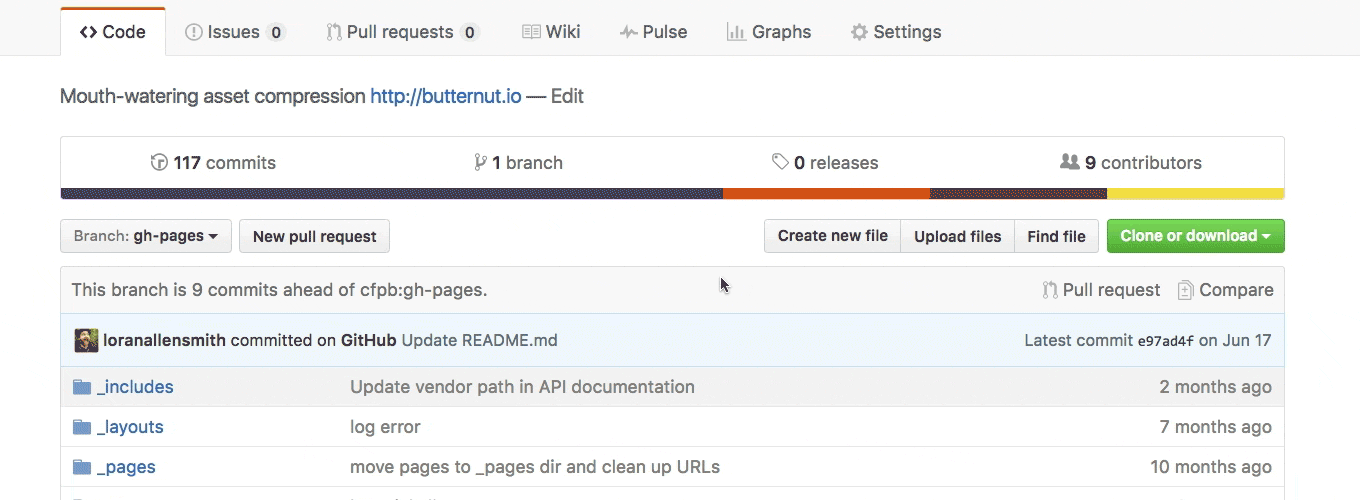 Code Issues 0 Pull requests 0 Wiki Pulse Graphs Settings
Mouth-watering asset compression http://butternut.io — Edit
117 commits 1 branch 0 releases 9 contributors
Branch: gh-pages New pull request Create new file Upload files Find file Clone or download
This branch is 9 commits ahead of cfpb:gh-pages. Pull request Compare
loranallensmith committed on GitHub Update README.md Latest commit e97ad4f on Jun 17
_includes Update vendor path in API documentation 2 months ago
_layouts log error 7 months ago
_pages move pages to _pages dir and clean up URLs 10 months ago